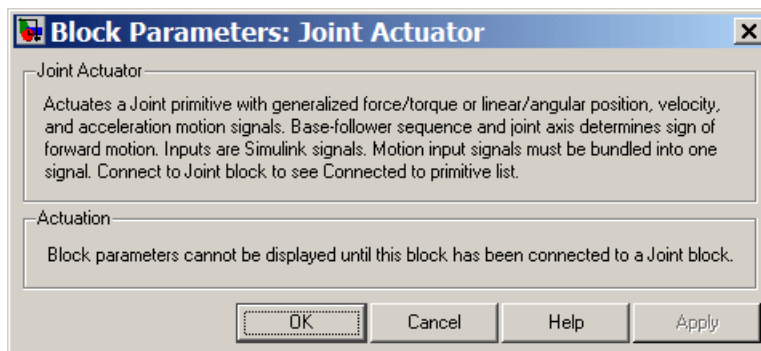 Block Parameters: Joint Actuator
Joint Actuator
Actuates a Joint primitive with generalized force/torque or linear/angular position, velocity,
and acceleration motion signals. Base-follower sequence and joint axis determines sign of
forward motion. Inputs are Simulink signals. Motion input signals must be bundled into one
signal. Connect to Joint block to see Connected to primitive list.
Actuation
Block parameters cannot be displayed until this block has been connected to a Joint block.
OK Cancel Help Apply